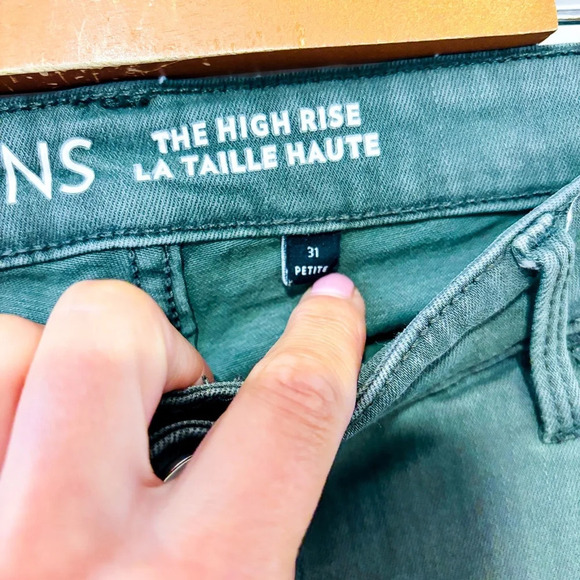 NS
THE HIGH RISE
LA TAILLE HAUTE
31
PETITE